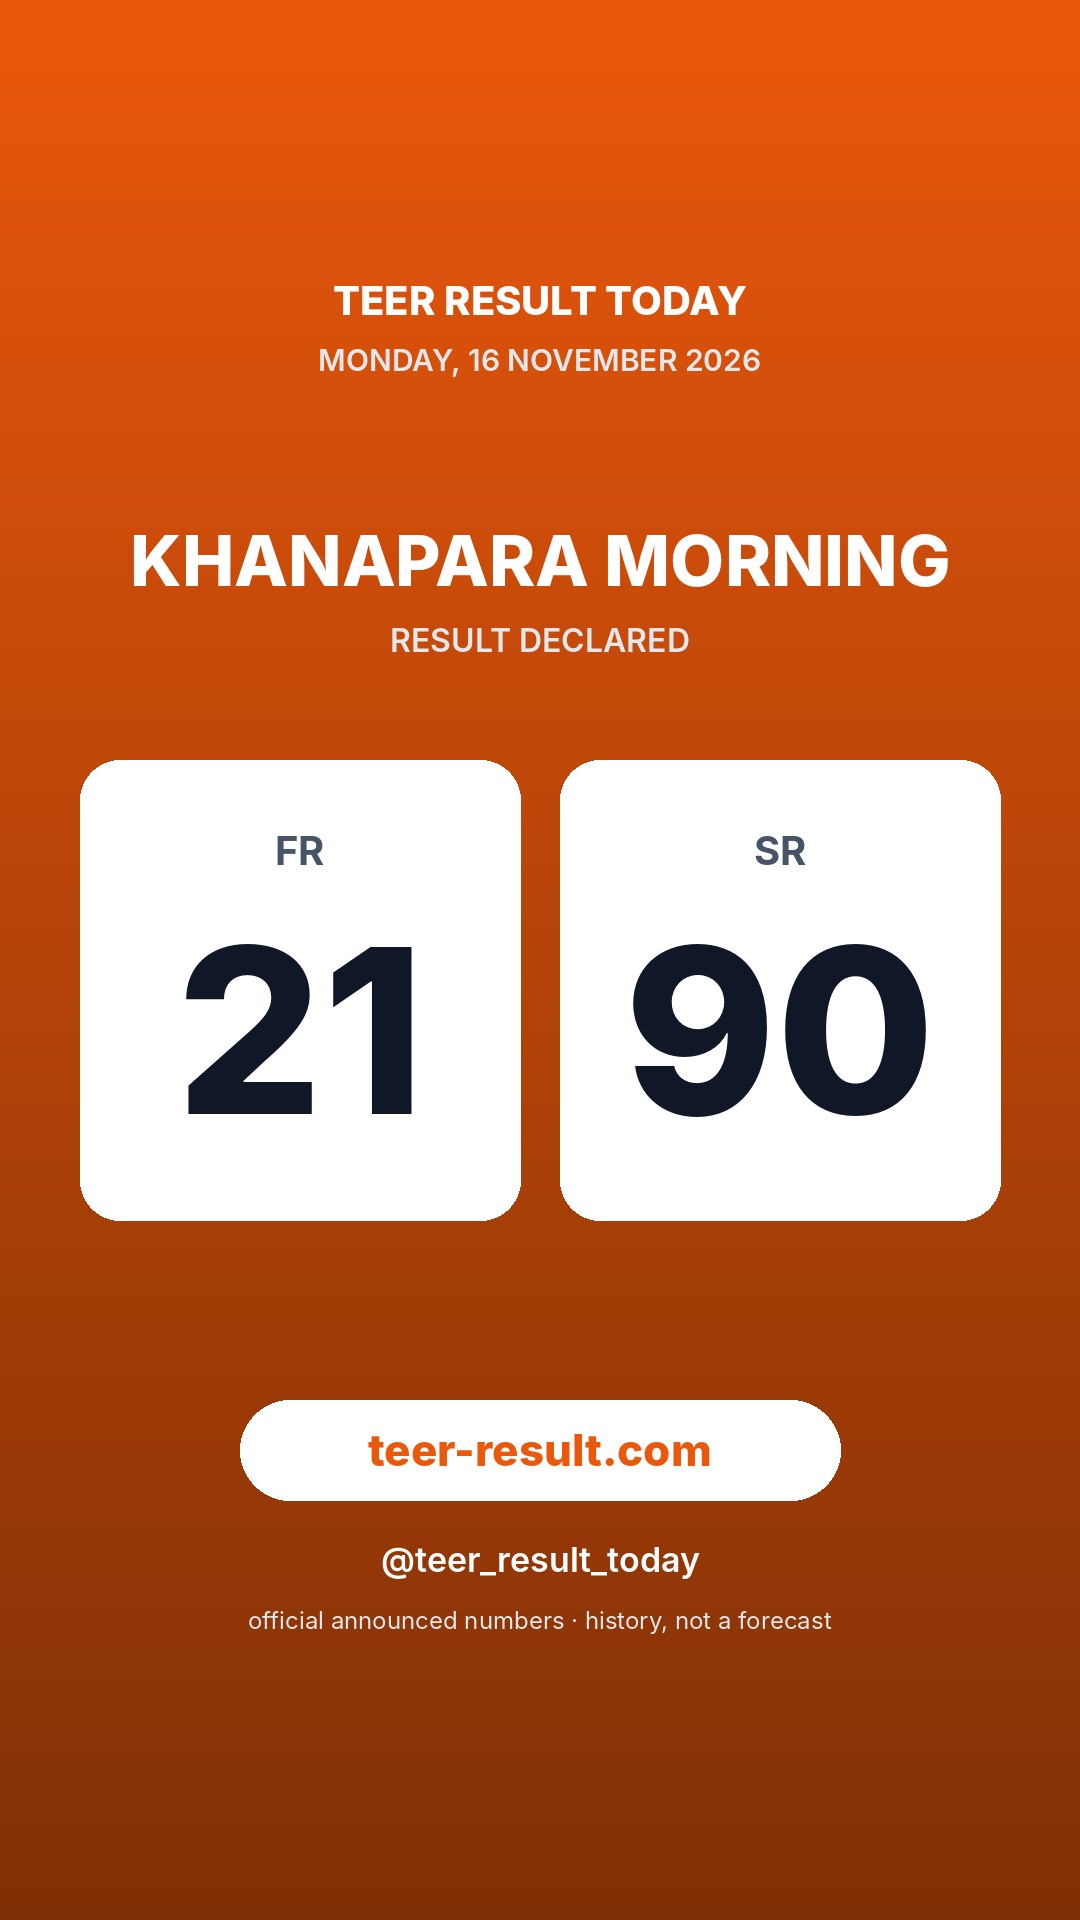 TEER RESULT TODAY
MONDAY, 16 NOVEMBER 2026
KHANAPARA MORNING
RESULT DECLARED
FR
21
SR
90
teer-result.com
@teer_result_today
official announced numbers · history, not a forecast